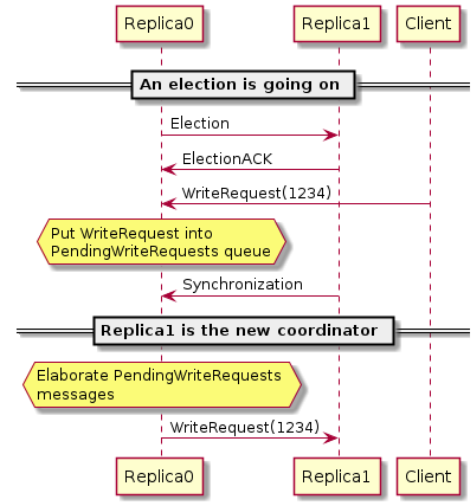 Replica0 Replica1 Client
An election is going on
Election
ElectionACK
WriteRequest(1234)
Put WriteRequest into
PendingWriteRequests queue
Synchronization
Replica1 is the new coordinator
Elaborate PendingWriteRequests
messages
WriteRequest(1234)
Replica0 Replica1 Client